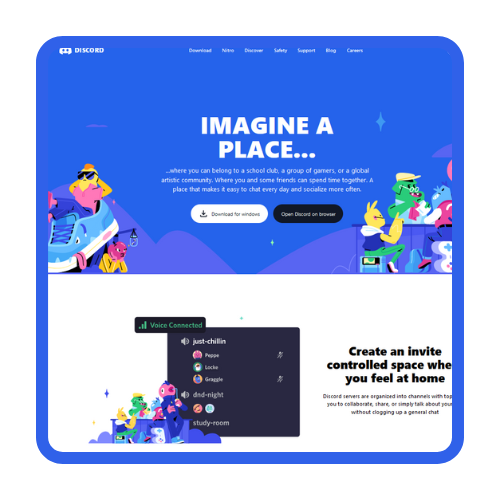 DISCORD
Download Nitro Discover Safety Support Blog Careers
IMAGINE A
PLACE...
...where you can belong to a school club, a group of gamers, or a global
artistic community. Where you and some friends can spend time together. A
place that makes it easy to chat every day and socialize more often.
Download for windows
Open Discord on browser
Voice Connected
just-chillin
Peppe
Locke
Graggle
dnd-night
study-room
Create an invite
controlled space whe
you feel at home
Discord servers are organized into channels with top
you to collaborate, share, or simply talk about your
without clogging up a general chat